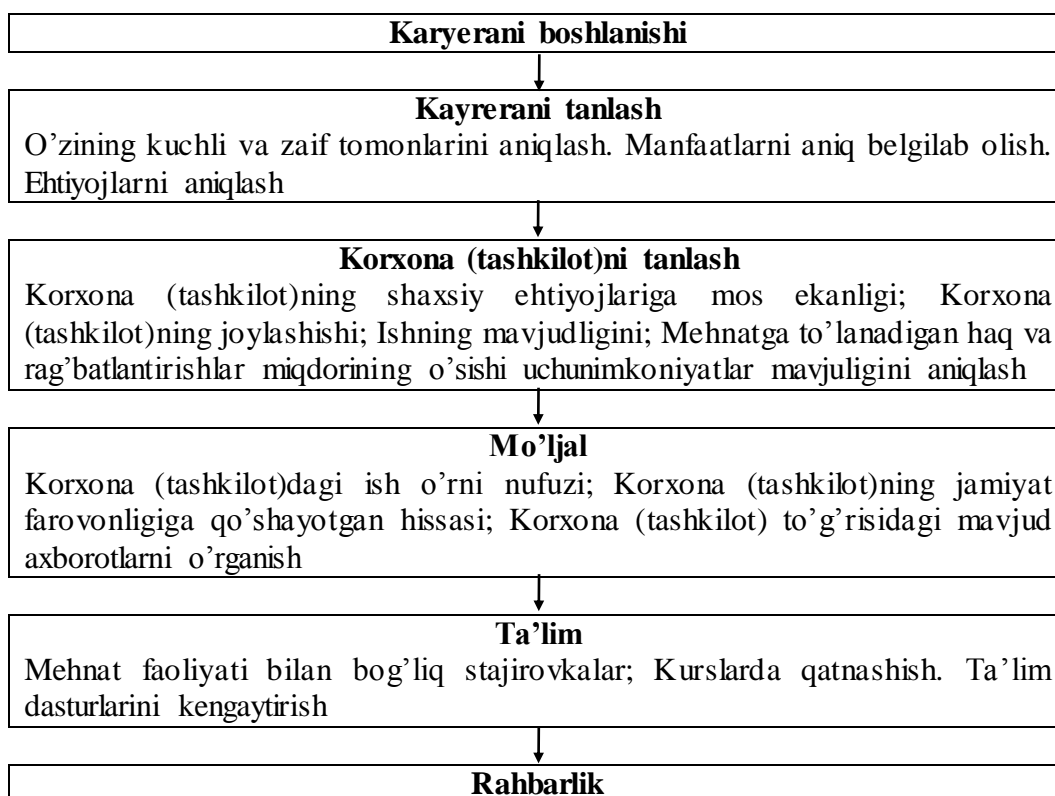 Karyerani boshlanishi
Kayrerani tanlash
O’zining kuchli va zaif tomonlarini aniqlash. Manfaatlarni aniq belgilab olish.
Ehtiyojlarni aniqlash
Korxona (tashkilot)ni tanlash
Korxona (tashkilot)ning shaxsiy ehtiyojlariga mos ekanligi; Korxona
(tashkilot)ning joylashishi; Ishning mavjudligini; Mehnatga to’lanadigan haq va
rag’batlantirishlar miqdorining o’sishi uchunimkoniyatlar mavjuligini aniqlash
Mo’ljal
Korxona (tashkilot)dagi ish o’rni nufuzi; Korxona (tashkilot)ning jamiyat
farovonligiga qo’shayotgan hissasi; Korxona (tashkilot) to’g’risidagi mavjud
axborotlarni o’rganish
Ta’lim
Mehnat faoliyati bilan bog’liq stajirovkalar; Kurslarda qatnashish. Ta’lim
dasturlarini kengaytirish
Rahbarlik